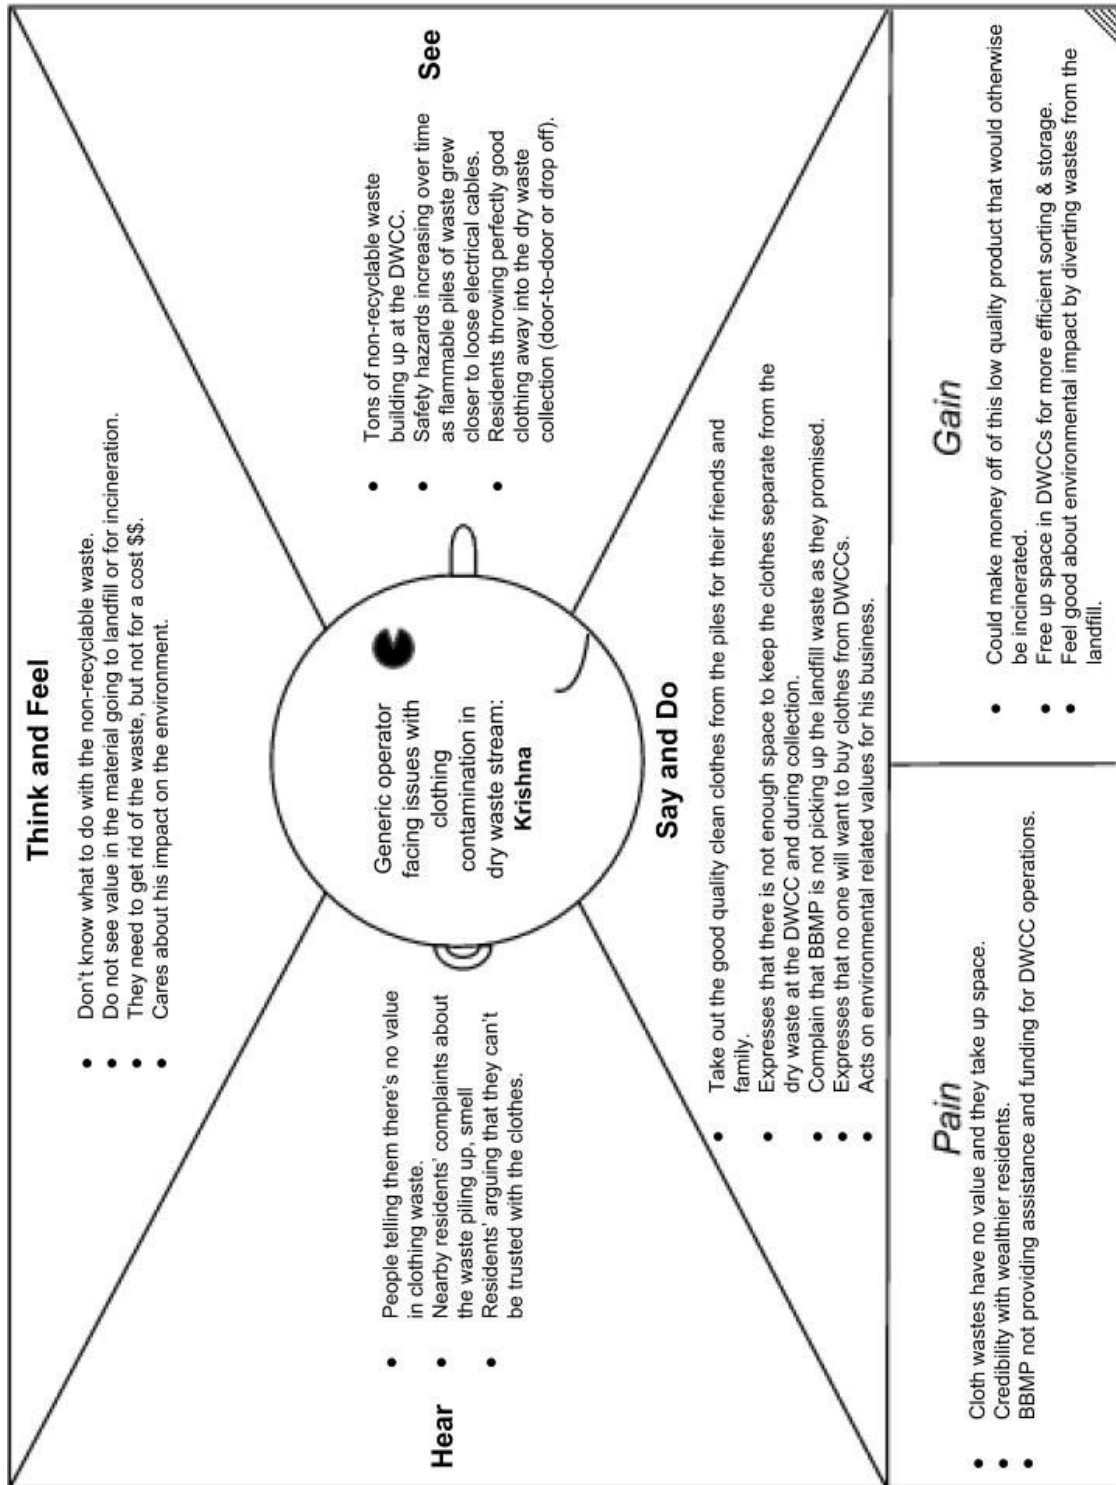 Think and Feel
Don't know what to do with the non-recyclable waste.
Do not see value in the material going to landfill or for incineration.
They need to get rid of the waste, but not for a cost $$.
Cares about his impact on the environment.
Hear
People telling them there's no value
in clothing waste.
Nearby residents' complaints about
the waste piling up, smell
Residents' arguing that they can't
be trusted with the clothes.
Generic operator
facing issues with
clothing
contamination in
dry waste stream:
Krishna
See
Tons of non-recyclable waste
building up at the DWCC.
Safety hazards increasing over time
as flammable piles of waste grew
closer to loose electrical cables.
Residents throwing perfectly good
clothing away into the dry waste
collection (door-to-door or drop off).
Say and Do
Take out the good quality clean clothes from the piles for their friends and
family.
Expresses that there is not enough space to keep the clothes separate from the
dry waste at the DWCC and during collection.
Complain that BBMP is not picking up the landfill waste as they promised.
Expresses that no one will want to buy clothes from DWCCs.
Acts on environmental related values for his business.
Pain
Cloth wastes have no value and they take up space.
Credibility with wealthier residents.
BBMP not providing assistance and funding for DWCC operations.
Gain
Could make money off of this low quality product that would otherwise
be incinerated.
Free up space in DWCCs for more efficient sorting & storage.
Feel good about environmental impact by diverting wastes from the
landfill.